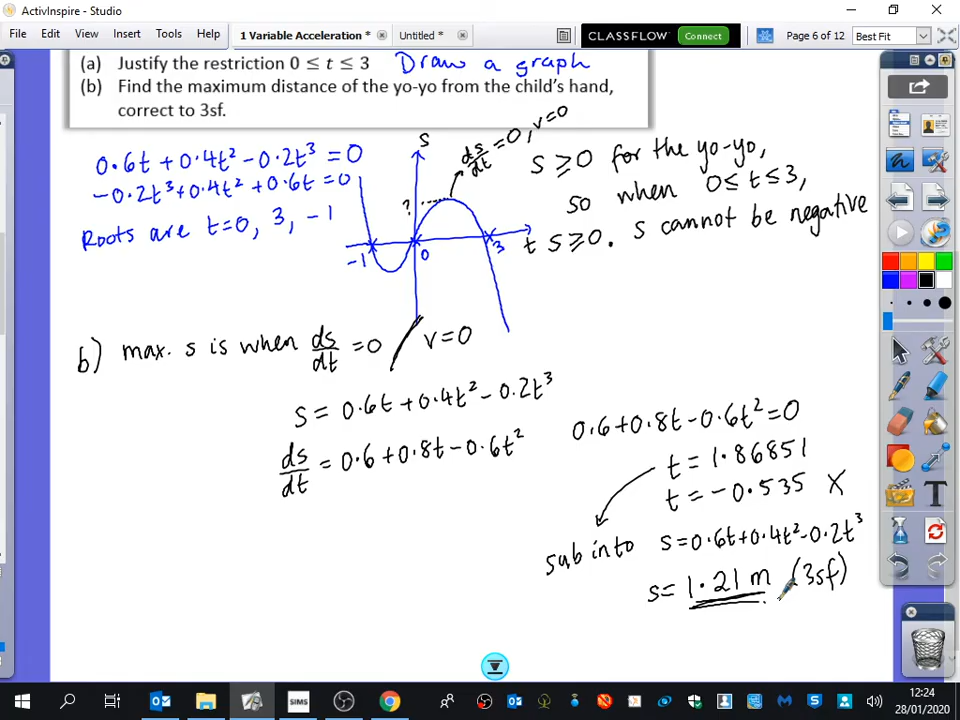 ActivInspire - Studio
File Edit View Insert Tools Help
1 Variable Acceleration *
Untitled *
CLASSFLOW Connect
Page 6 of 12
Best Fit
(a) Justify the restriction 0 ≤ t ≤ 3 Draw a graph
(b) Find the maximum distance of the yo-yo from the child's hand,
correct to 3sf.
0.6t + 0.4t² - 0.2t³ = 0
-0.2t³ + 0.4t² + 0.6t = 0
Roots are t=0, 3, -1
s
ds/dt = 0, v=0
?
-1
0
3
t
s ≥ 0 for the yo-yo,
so when 0 ≤ t ≤ 3,
s ≥ 0. s cannot be negative
b) max. s is when ds/dt = 0 / v=0
s = 0.6t + 0.4t² - 0.2t³
ds/dt = 0.6 + 0.8t - 0.6t²
0.6 + 0.8t - 0.6t² = 0
t = 1.86851
t = -0.535 X
sub into s = 0.6t + 0.4t² - 0.2t³
s = 1.21 m (3sf)
SIMS
12:24
28/01/2020